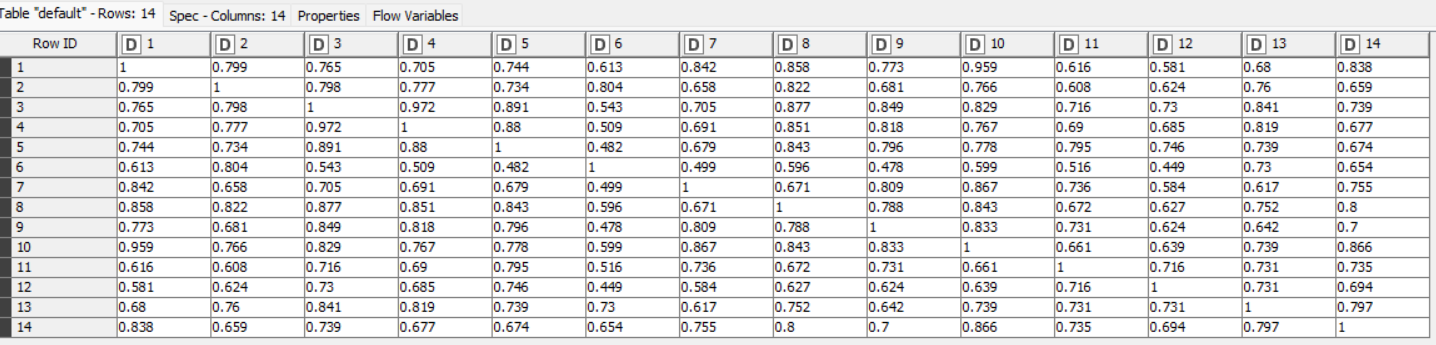 Table "default" - Rows: 14 Spec - Columns: 14 Properties Flow Variables
Row ID D 1 D 2 D 3 D 4 D 5 D 6 D 7 D 8 D 9 D 10 D 11 D 12 D 13 D 14
1 1 0.799 0.765 0.705 0.744 0.613 0.842 0.858 0.773 0.959 0.616 0.581 0.68 0.838
2 0.799 1 0.798 0.777 0.734 0.804 0.658 0.822 0.681 0.766 0.608 0.624 0.76 0.659
3 0.765 0.798 1 0.972 0.891 0.543 0.705 0.877 0.849 0.829 0.716 0.73 0.841 0.739
4 0.705 0.777 0.972 1 0.88 0.509 0.691 0.851 0.818 0.767 0.69 0.685 0.819 0.677
5 0.744 0.734 0.891 0.88 1 0.482 0.679 0.843 0.796 0.778 0.795 0.746 0.739 0.674
6 0.613 0.804 0.543 0.509 0.482 1 0.499 0.596 0.478 0.599 0.516 0.449 0.73 0.654
7 0.842 0.658 0.705 0.691 0.679 0.499 1 0.671 0.809 0.867 0.736 0.584 0.617 0.755
8 0.858 0.822 0.877 0.851 0.843 0.596 0.671 1 0.788 0.843 0.672 0.627 0.752 0.8
9 0.773 0.681 0.849 0.818 0.796 0.478 0.809 0.788 1 0.833 0.731 0.624 0.642 0.7
10 0.959 0.766 0.829 0.767 0.778 0.599 0.867 0.843 0.833 1 0.661 0.639 0.739 0.866
11 0.616 0.608 0.716 0.69 0.795 0.516 0.736 0.672 0.731 0.661 1 0.716 0.731 0.735
12 0.581 0.624 0.73 0.685 0.746 0.449 0.584 0.627 0.624 0.639 0.716 1 0.731 0.694
13 0.68 0.76 0.841 0.819 0.739 0.73 0.617 0.752 0.642 0.739 0.731 0.731 1 0.797
14 0.838 0.659 0.739 0.677 0.674 0.654 0.755 0.8 0.7 0.866 0.735 0.694 0.797 1